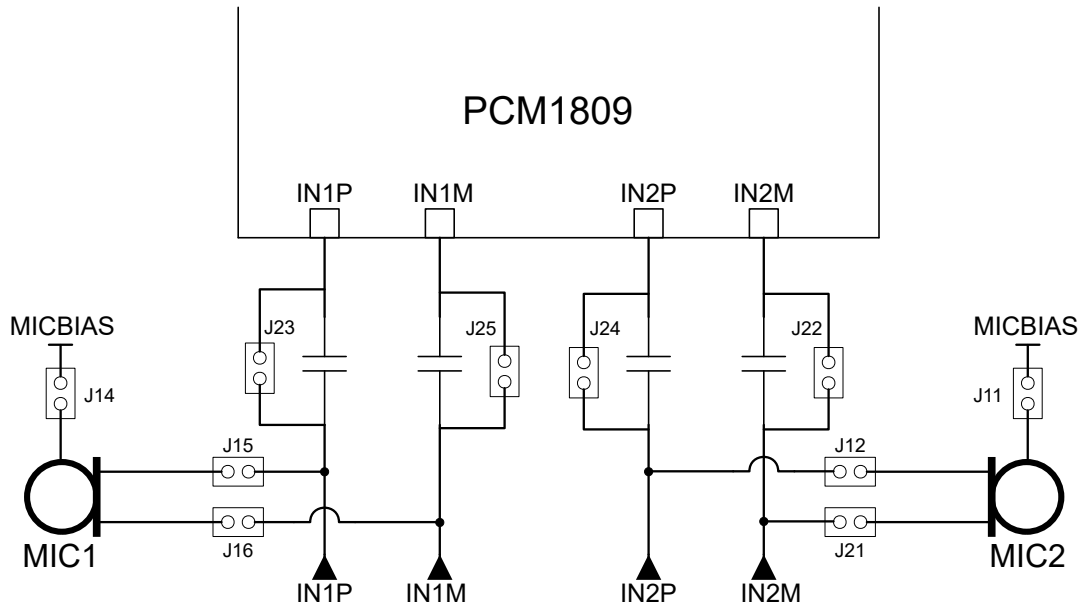 PCM1809
IN1P
IN1M
IN2P
IN2M
MICBIAS
J23
J25
J24
J22
MICBIAS
J14
J11
J15
J12
J16
J21
MIC1
MIC2
IN1P
IN1M
IN2P
IN2M